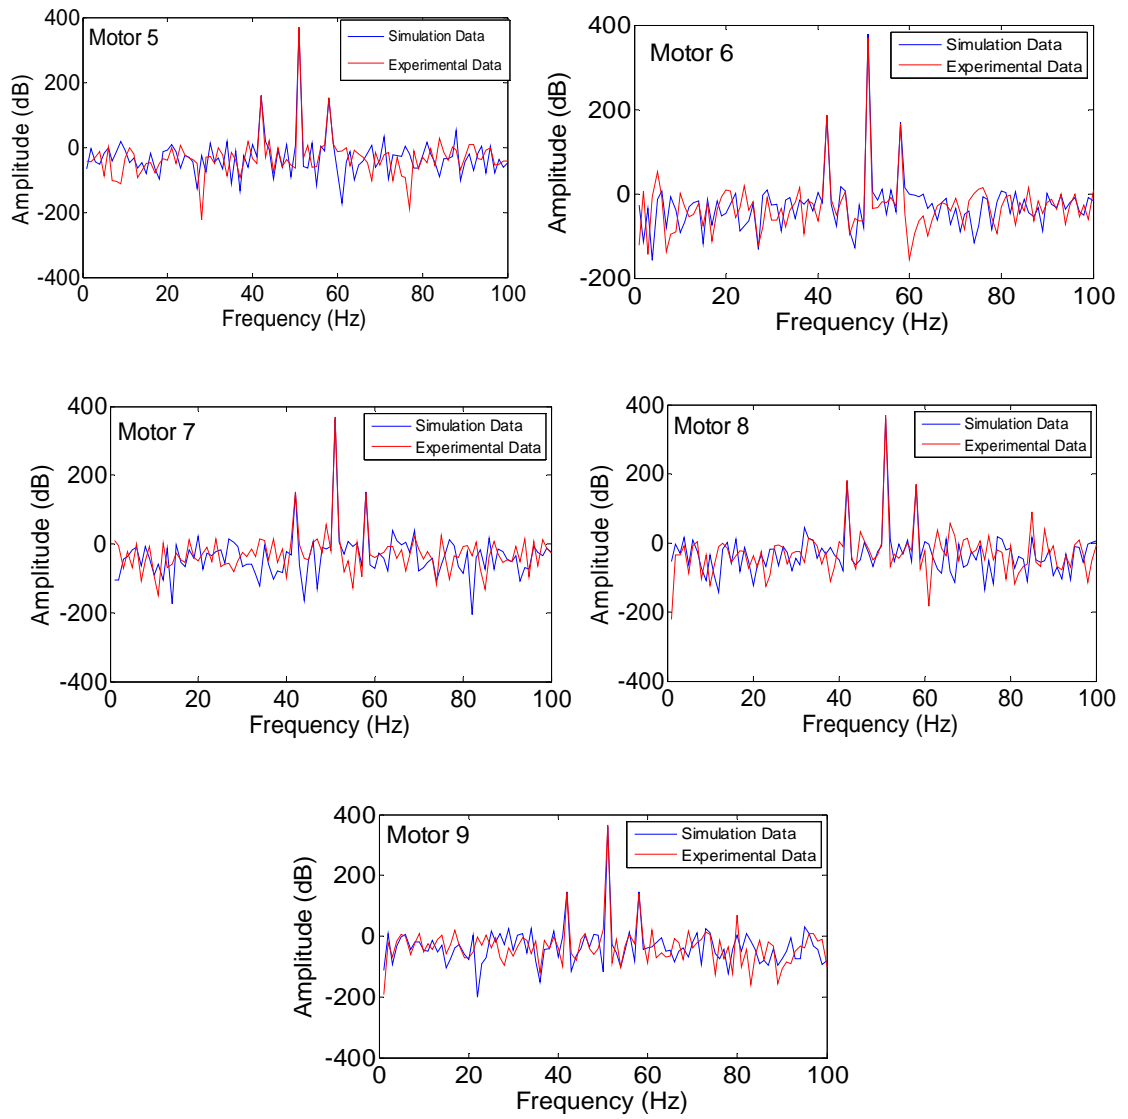 Motor 5
Simulation Data
Experimental Data
400
200
0
-200
-400
Amplitude (dB)
0 20 40 60 80 100
Frequency (Hz)
Motor 6
Simulation Data
Experimental Data
400
200
0
-200
Amplitude (dB)
0 20 40 60 80 100
Frequency (Hz)
Motor 7
Simulation Data
Experimental Data
400
200
0
-200
-400
Amplitude (dB)
0 20 40 60 80 100
Frequency (Hz)
Motor 8
Simulation Data
Experimental Data
400
200
0
-200
-400
Amplitude (dB)
0 20 40 60 80 100
Frequency (Hz)
Motor 9
Simulation Data
Experimental Data
400
200
0
-200
-400
Amplitude (dB)
0 20 40 60 80 100
Frequency (Hz)